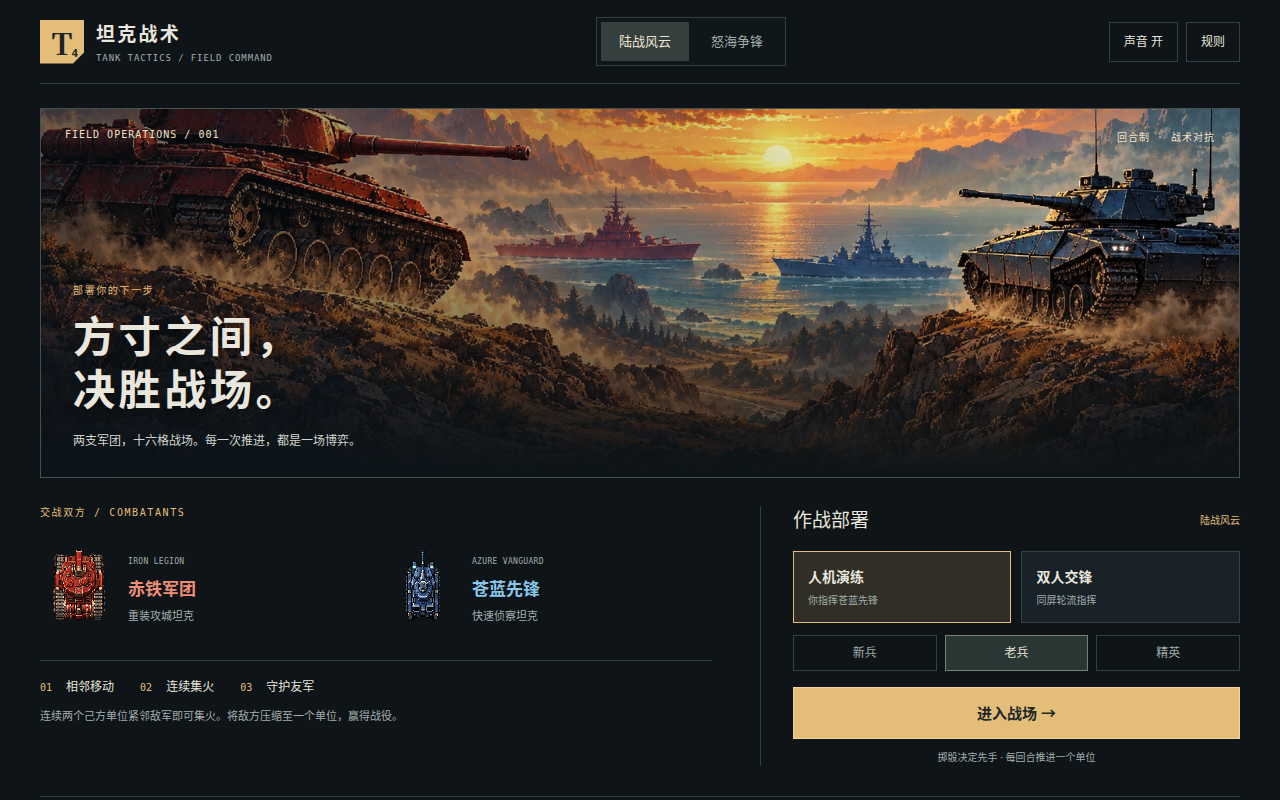 T4
坦克战术
TANK TACTICS / FIELD COMMAND
陆战风云
怒海争锋
声音 开
规则
FIELD OPERATIONS / 001
回合制 · 战术对抗
部署你的下一步
方寸之间，
决胜战场。
两支军团，十六格战场。每一次推进，都是一场博弈。
交战双方 / COMBATANTS
IRON LEGION
赤铁军团
重装攻城坦克
AZURE VANGUARD
苍蓝先锋
快速侦察坦克
01 相邻移动 02 连续集火 03 守护友军
连续两个己方单位紧邻敌军即可集火。将敌方压缩至一个单位，赢得战役。
作战部署
陆战风云
人机演练
你指挥苍蓝先锋
双人交锋
同屏轮流指挥
新兵
老兵
精英
进入战场 →
掷骰决定先手 · 每回合推进一个单位